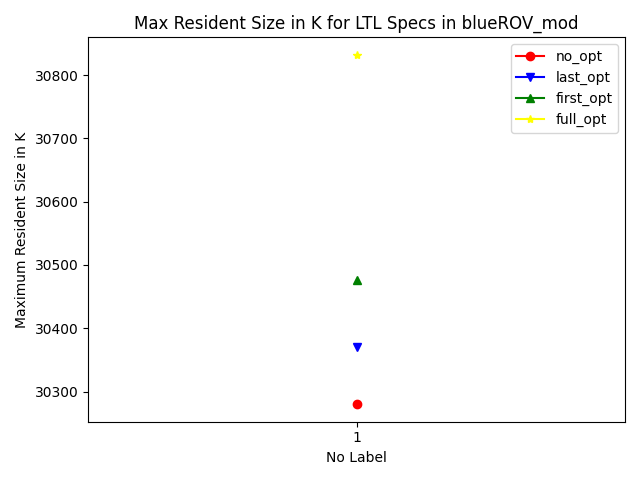 Max Resident Size in K for LTL Specs in blueROV_mod
no_opt
last_opt
first_opt
full_opt
Maximum Resident Size in K
30800
30700
30600
30500
30400
30300
1
No Label